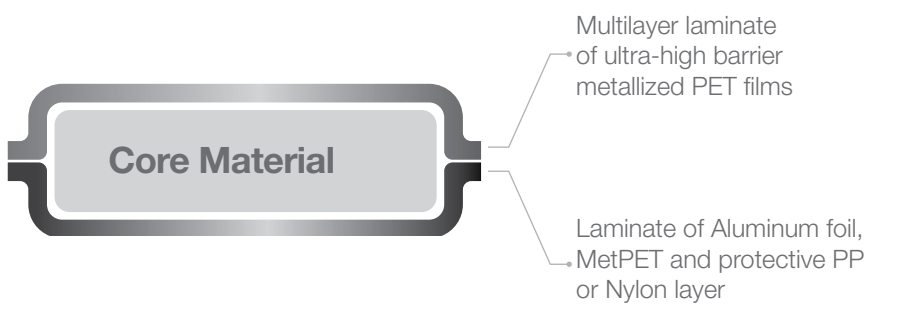 Multilayer laminate
of ultra-high barrier
metallized PET films
Core Material
Laminate of Aluminum foil,
MetPET and protective PP
or Nylon layer